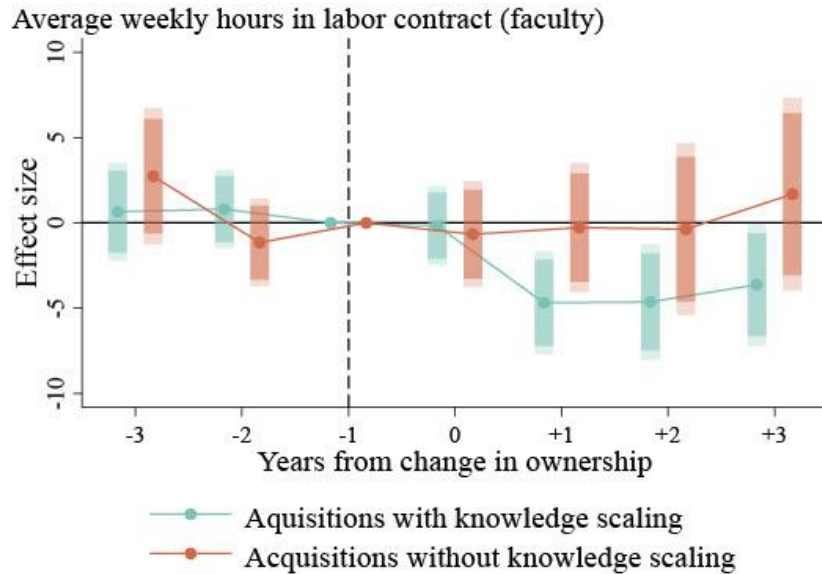 Average weekly hours in labor contract (faculty)
10
5
0
-5
-10
Effect size
-3 -2 -1 0 +1 +2 +3
Years from change in ownership
Aquisitions with knowledge scaling
Acquisitions without knowledge scaling